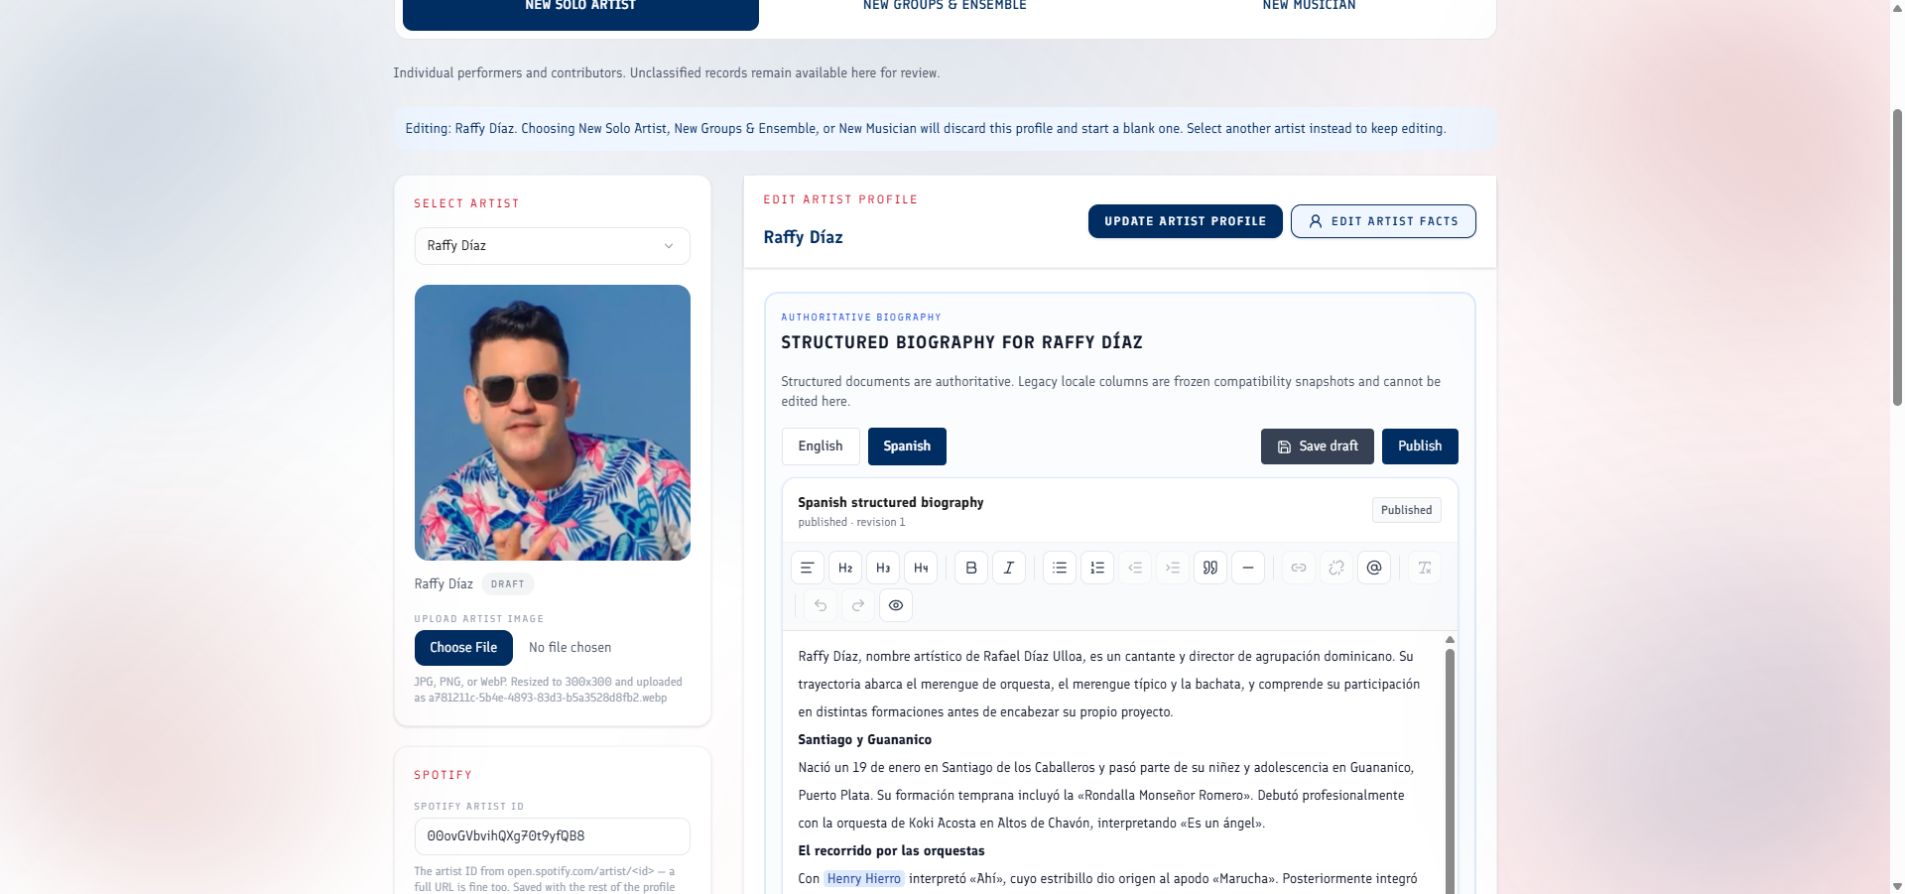 NEW SOLO ARTIST
NEW GROUPS & ENSEMBLE
NEW MUSICIAN
Individual performers and contributors. Unclassified records remain available here for review.
Editing: Raffy Díaz. Choosing New Solo Artist, New Groups & Ensemble, or New Musician will discard this profile and start a blank one. Select another artist instead to keep editing.
SELECT ARTIST
Raffy Díaz
Raffy Díaz DRAFT
UPLOAD ARTIST IMAGE
Choose File No file chosen
JPG, PNG, or WebP. Resized to 300x300 and uploaded
as a781211c-5b4e-4893-83d3-b5a3528d8fb2.webp
SPOTIFY
SPOTIFY ARTIST ID
00ovGVbvihQXg70t9yfQB8
The artist ID from open.spotify.com/artist/<id> — a
full URL is fine too. Saved with the rest of the profile
EDIT ARTIST PROFILE
Raffy Díaz
UPDATE ARTIST PROFILE
EDIT ARTIST FACTS
AUTHORITATIVE BIOGRAPHY
STRUCTURED BIOGRAPHY FOR RAFFY DÍAZ
Structured documents are authoritative. Legacy locale columns are frozen compatibility snapshots and cannot be
edited here.
English Spanish Save draft Publish
Spanish structured biography
published · revision 1
Published
H2 H3 H4 B I
Raffy Díaz, nombre artístico de Rafael Díaz Ulloa, es un cantante y director de agrupación dominicano. Su
trayectoria abarca el merengue de orquesta, el merengue típico y la bachata, y comprende su participación
en distintas formaciones antes de encabezar su propio proyecto.
Santiago y Guananico
Nació un 19 de enero en Santiago de los Caballeros y pasó parte de su niñez y adolescencia en Guananico,
Puerto Plata. Su formación temprana incluyó la «Rondalla Monseñor Romero». Debutó profesionalmente
con la orquesta de Koki Acosta en Altos de Chavón, interpretando «Es un ángel».
El recorrido por las orquestas
Con Henry Hierro interpretó «Ahí», cuyo estribillo dio origen al apodo «Marucha». Posteriormente integró